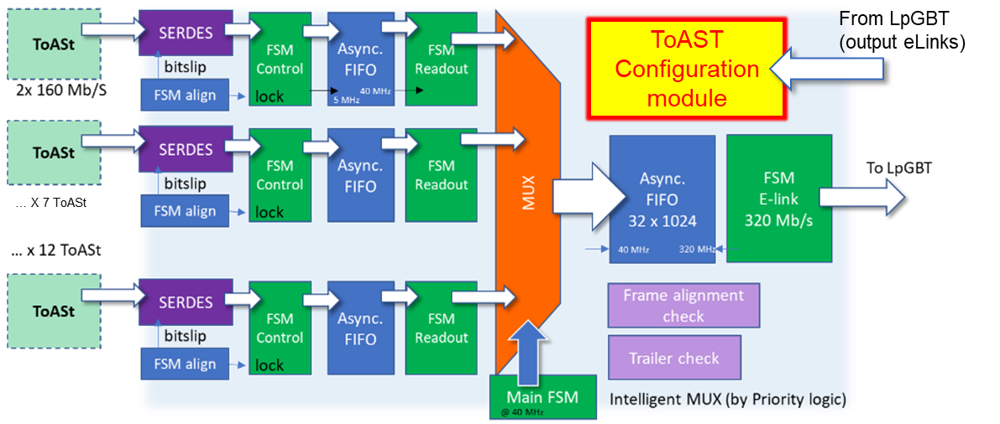 ToASt
2x 160 Mb/S
SERDES
bitslip
FSM align
FSM
Control
lock
Async.
FIFO
5 MHz
40 MHz
FSM
Readout
ToAST
Configuration
module
From LpGBT
(output eLinks)
ToASt
... X 7 ToASt
SERDES
bitslip
FSM align
FSM
Control
lock
Async.
FIFO
FSM
Readout
MUX
Async.
FIFO
32 x 1024
40 MHz
320 MHz
FSM
E-link
320 Mb/s
To LpGBT
... x 12 ToASt
ToASt
SERDES
bitslip
FSM align
FSM
Control
lock
Async.
FIFO
FSM
Readout
Main FSM
@ 40 MHz
Frame alignment
check
Trailer check
Intelligent MUX (by Priority logic)